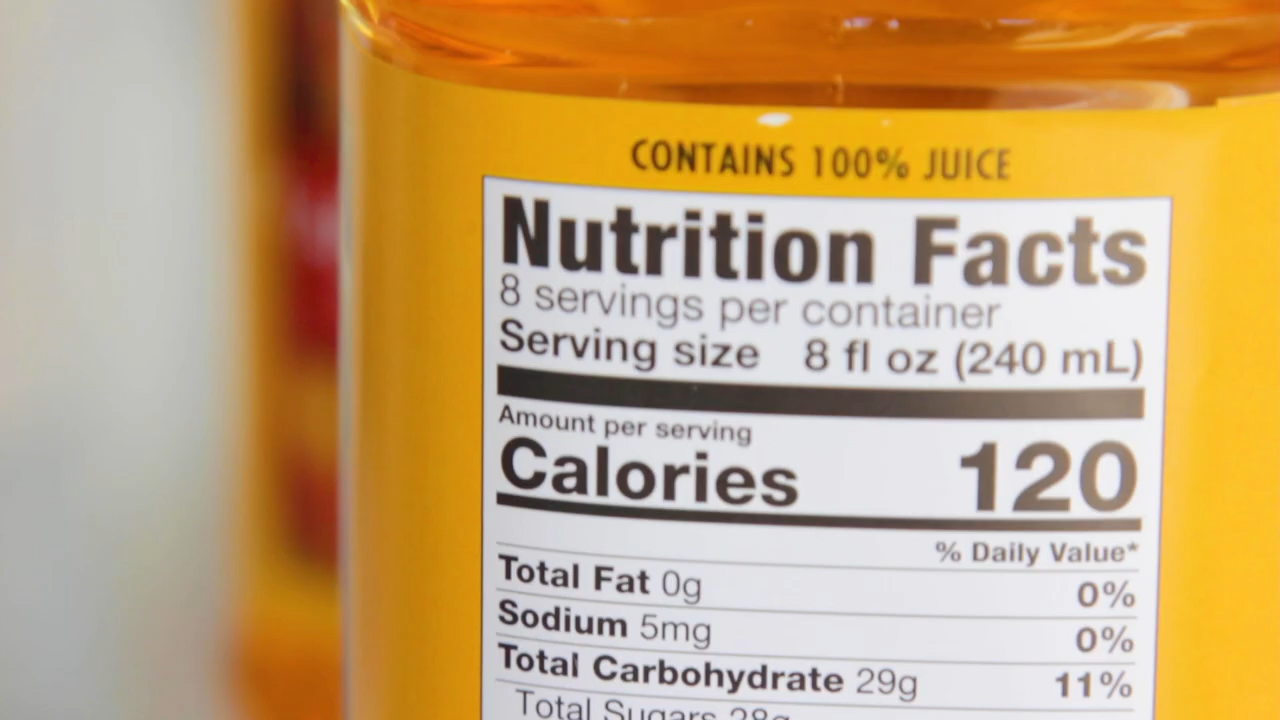 CONTAINS 100% JUICE
Nutrition Facts
8 servings per container
Serving size 8 fl oz (240 mL)
Amount per serving
Calories 120
% Daily Value*
Total Fat 0g 0%
Sodium 5mg 0%
Total Carbohydrate 29g 11%
Total Sugars 28g